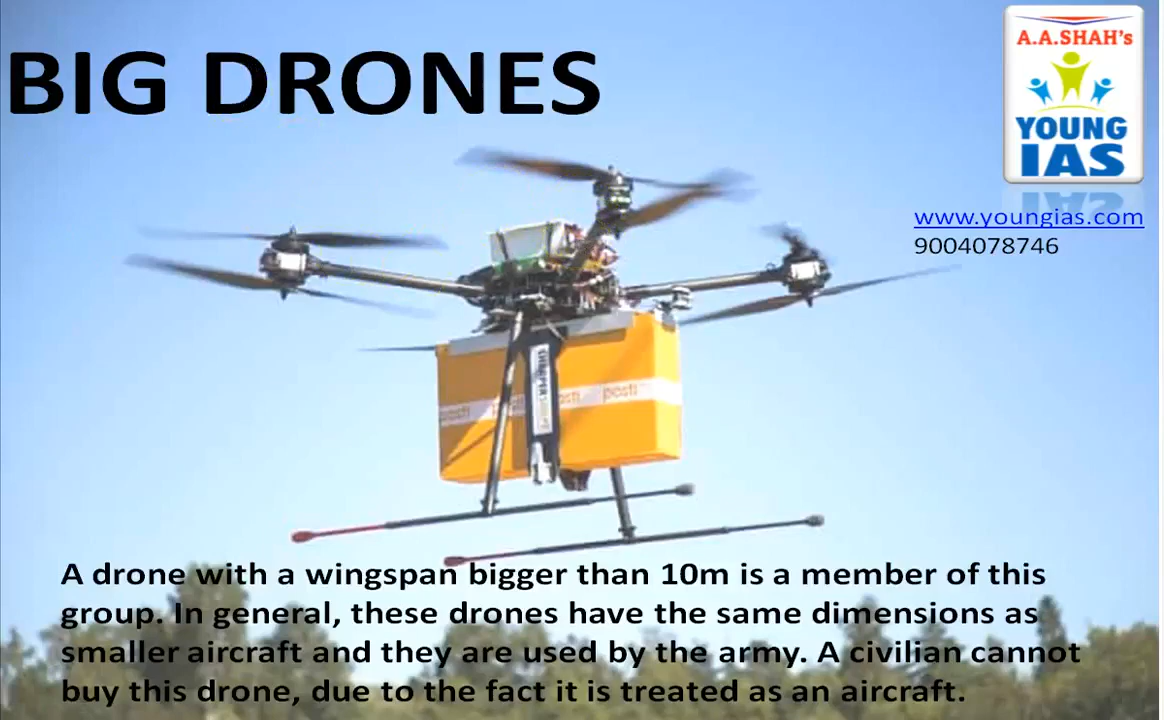 BIG DRONES
A.A.SHAH's
YOUNG
IAS
www.youngias.com
9004078746
posti
posti
A drone with a wingspan bigger than 10m is a member of this
group. In general, these drones have the same dimensions as
smaller aircraft and they are used by the army. A civilian cannot
buy this drone, due to the fact it is treated as an aircraft.